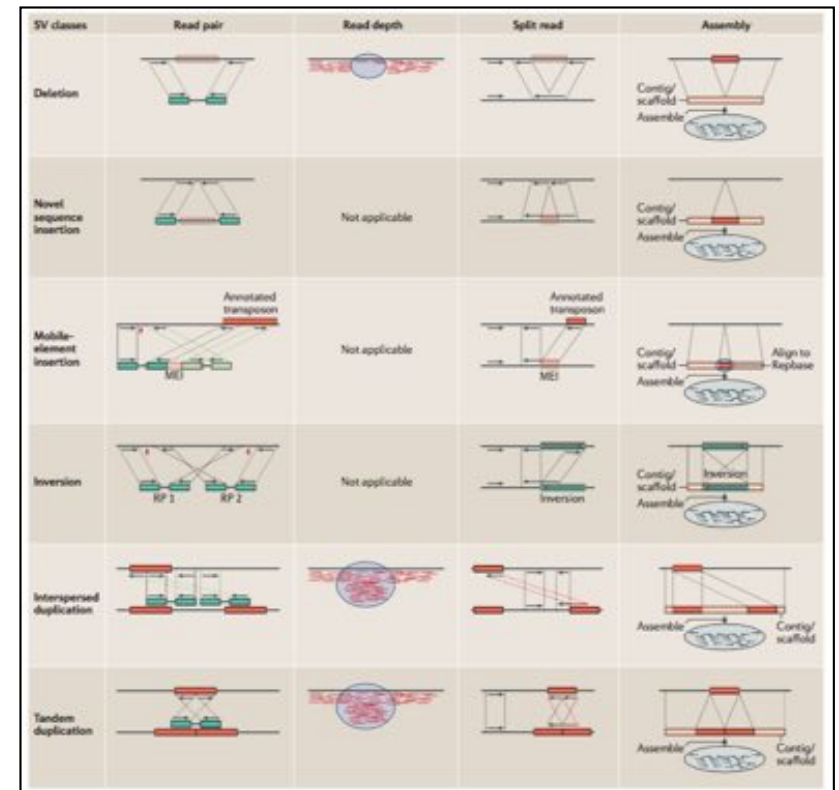 SV classes Read pair Read depth Split read Assembly
Deletion
Contig/
scaffold
Assemble
Novel
sequence
insertion
Not applicable
Contig/
scaffold
Assemble
Mobile-
element
insertion
Annotated
transposon
MEI
Not applicable
Annotated
transposon
MEI
Contig/
scaffold
Assemble
Align to
Repbase
Inversion
RP 1 RP 2
Not applicable
Inversion
Contig/
scaffold
Inversion
Assemble
Interspersed
duplication
Assemble
Contig/
scaffold
Tandem
duplication
Assemble
Contig/
scaffold